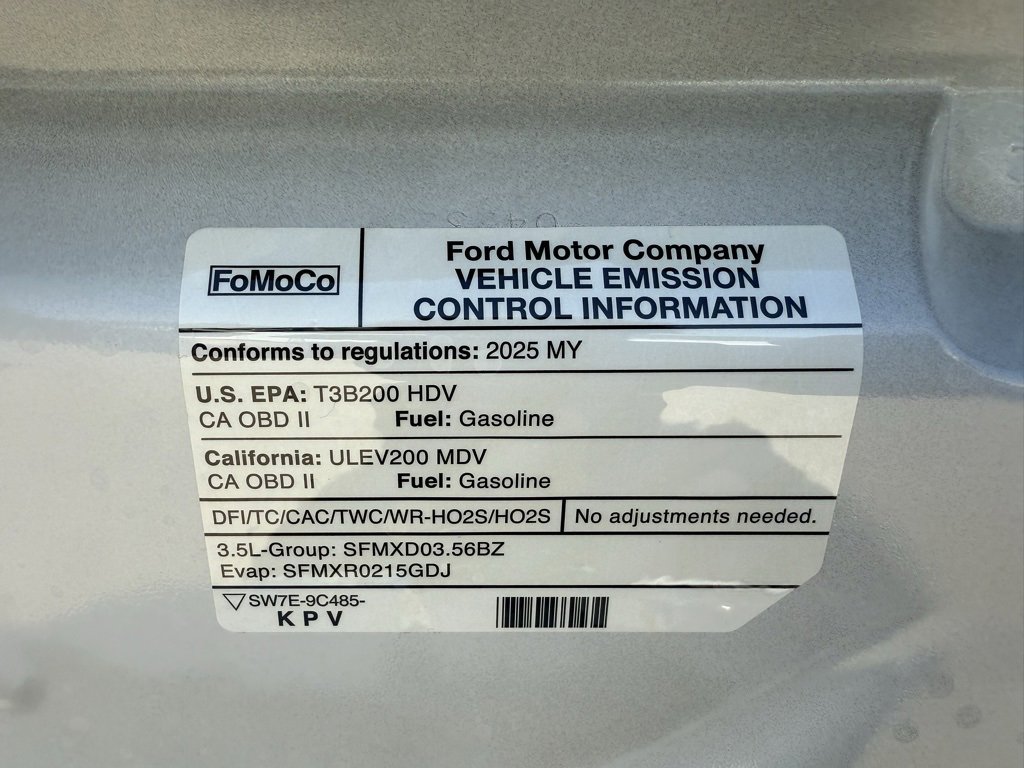 FoMoCo
Ford Motor Company
VEHICLE EMISSION
CONTROL INFORMATION
Conforms to regulations: 2025 MY
U.S. EPA: T3B200 HDV
CA OBD II Fuel: Gasoline
California: ULEV200 MDV
CA OBD II Fuel: Gasoline
DFI/TC/CAC/TWC/WR-HO2S/HO2S No adjustments needed.
3.5L-Group: SFMXD03.56BZ
Evap: SFMXR0215GDJ
SW7E-9C485-
K P V